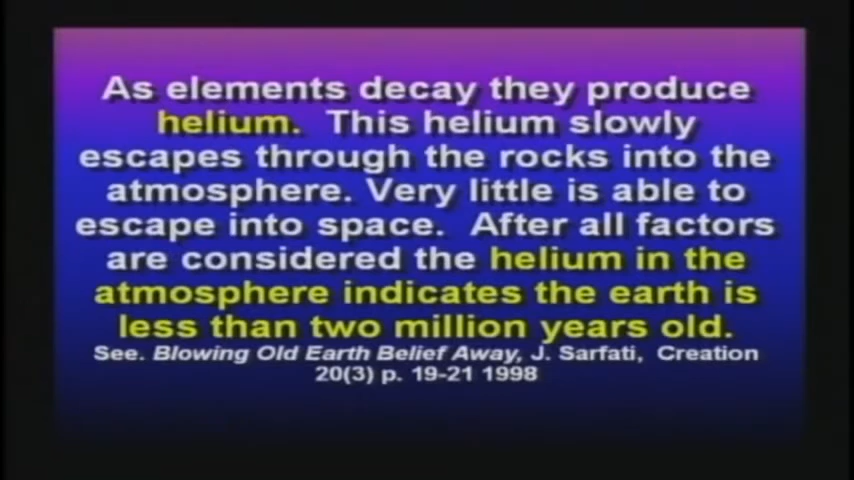 As elements decay they produce
helium.  This helium slowly
escapes through the rocks into the
atmosphere. Very little is able to
escape into space.  After all factors
are considered the helium in the
atmosphere indicates the earth is
less than two million years old.
See. Blowing Old Earth Belief Away, J. Sarfati,  Creation
20(3) p. 19-21 1998